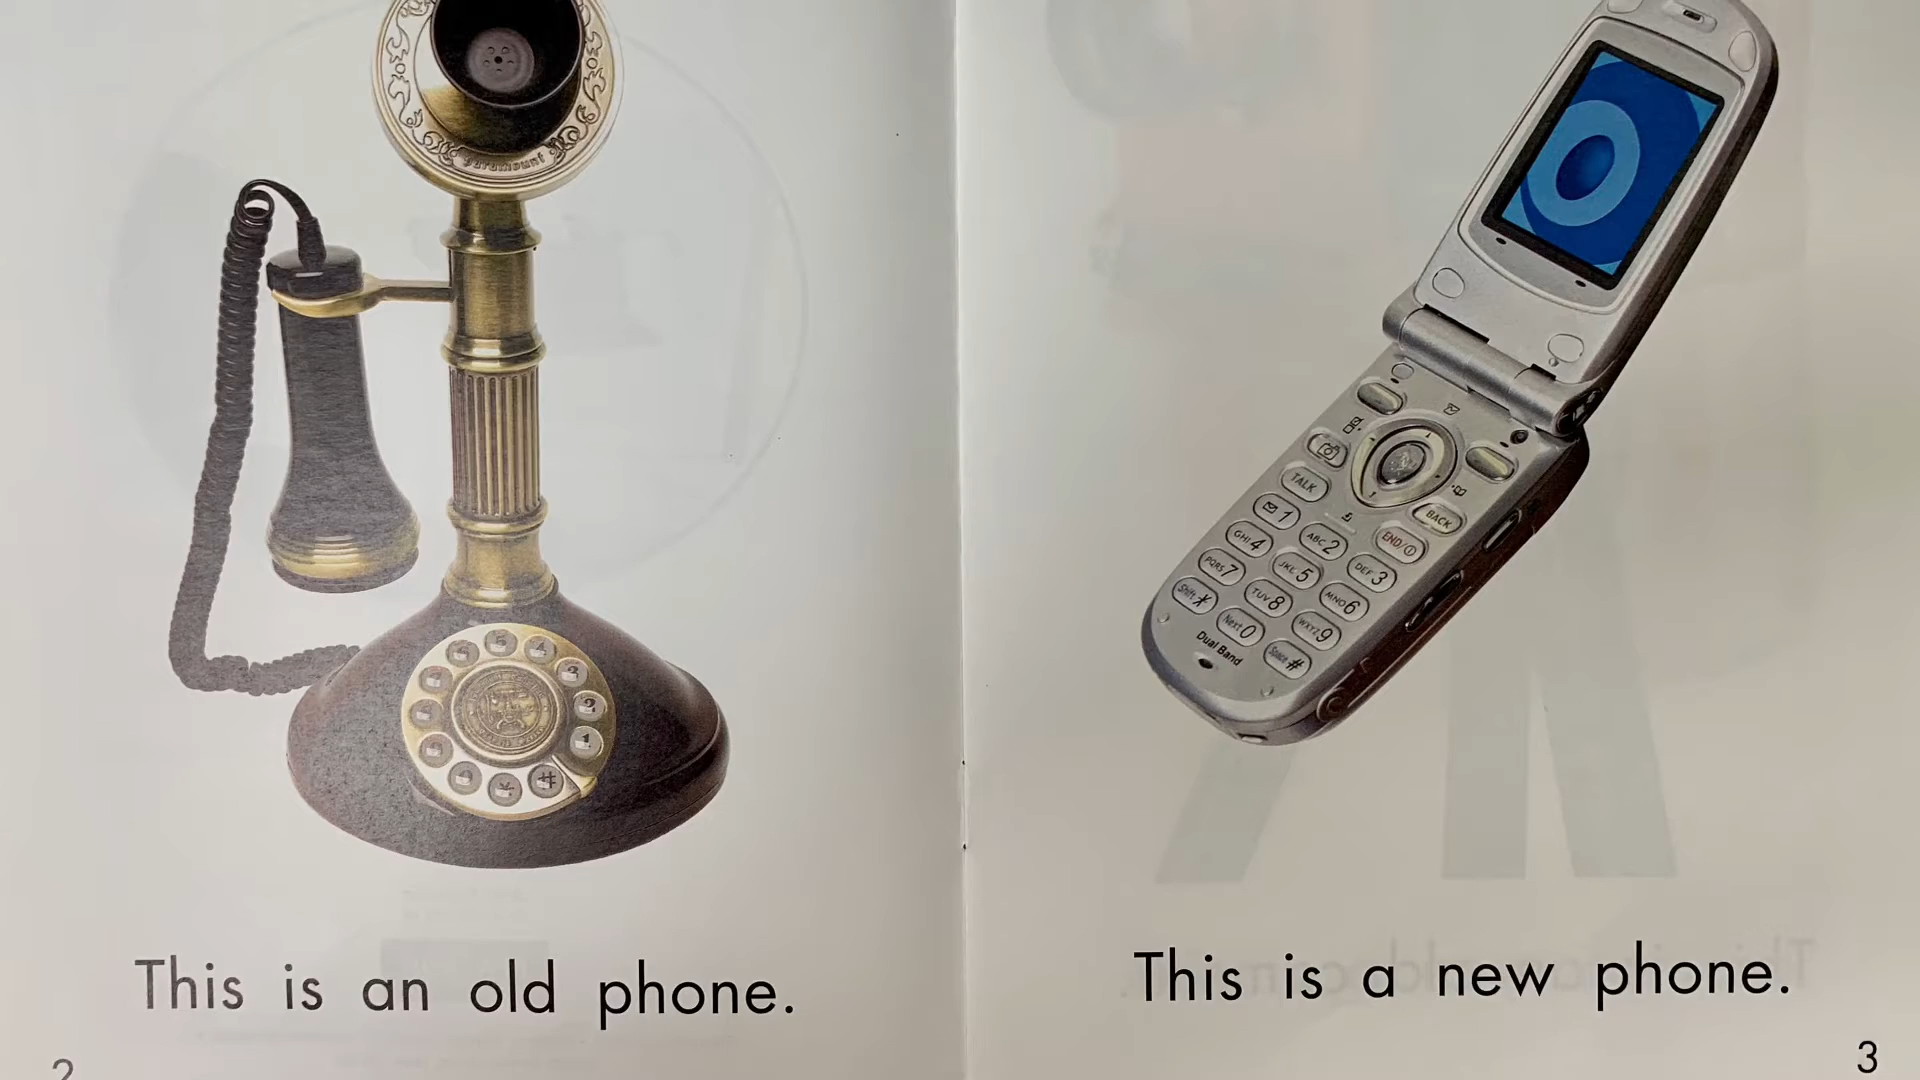 Paramount
This is an old phone.
2
TALK
BACK
END/
1
ABC 2
DEF 3
GHI 4
JKL 5
MNO 6
PQRS 7
TUV 8
WXYZ 9
Shift *
Next 0
Space #
Dual Band
This is a new phone.
3